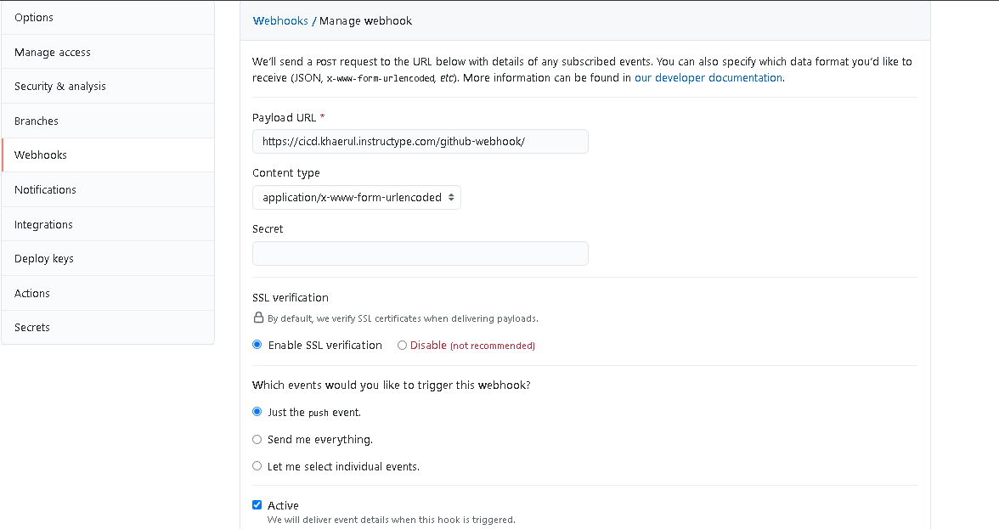 Options
Manage access
Security & analysis
Branches
Webhooks
Notifications
Integrations
Deploy keys
Actions
Secrets
Webhooks / Manage webhook
We'll send a POST request to the URL below with details of any subscribed events. You can also specify which data format you'd like to
receive (JSON, x-www-form-urlencoded, etc). More information can be found in our developer documentation.
Payload URL *
https://cicd.khaerul.instructype.com/github-webhook/
Content type
application/x-www-form-urlencoded
Secret
SSL verification
By default, we verify SSL certificates when delivering payloads.
Enable SSL verification Disable (not recommended)
Which events would you like to trigger this webhook?
Just the push event.
Send me everything.
Let me select individual events.
Active
We will deliver event details when this hook is triggered.